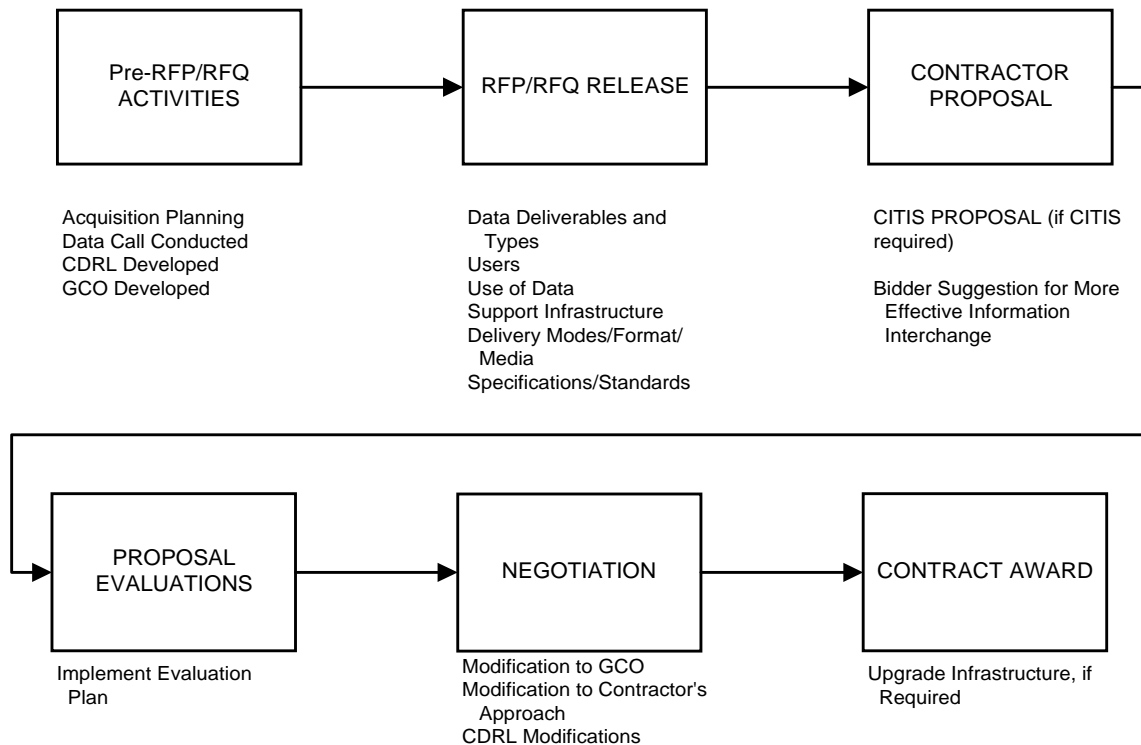 Pre-RFP/RFQ
ACTIVITIES
RFP/RFQ RELEASE
CONTRACTOR
PROPOSAL
Acquisition Planning
Data Call Conducted
CDRL Developed
GCO Developed
Data Deliverables and
Types
Users
Use of Data
Support Infrastructure
Delivery Modes/Format/
Media
Specifications/Standards
CITIS PROPOSAL (if CITIS
required)
Bidder Suggestion for More
Effective Information
Interchange
PROPOSAL
EVALUATIONS
NEGOTIATION
CONTRACT AWARD
Implement Evaluation
Plan
Modification to GCO
Modification to Contractor's
Approach
CDRL Modifications
Upgrade Infrastructure, if
Required